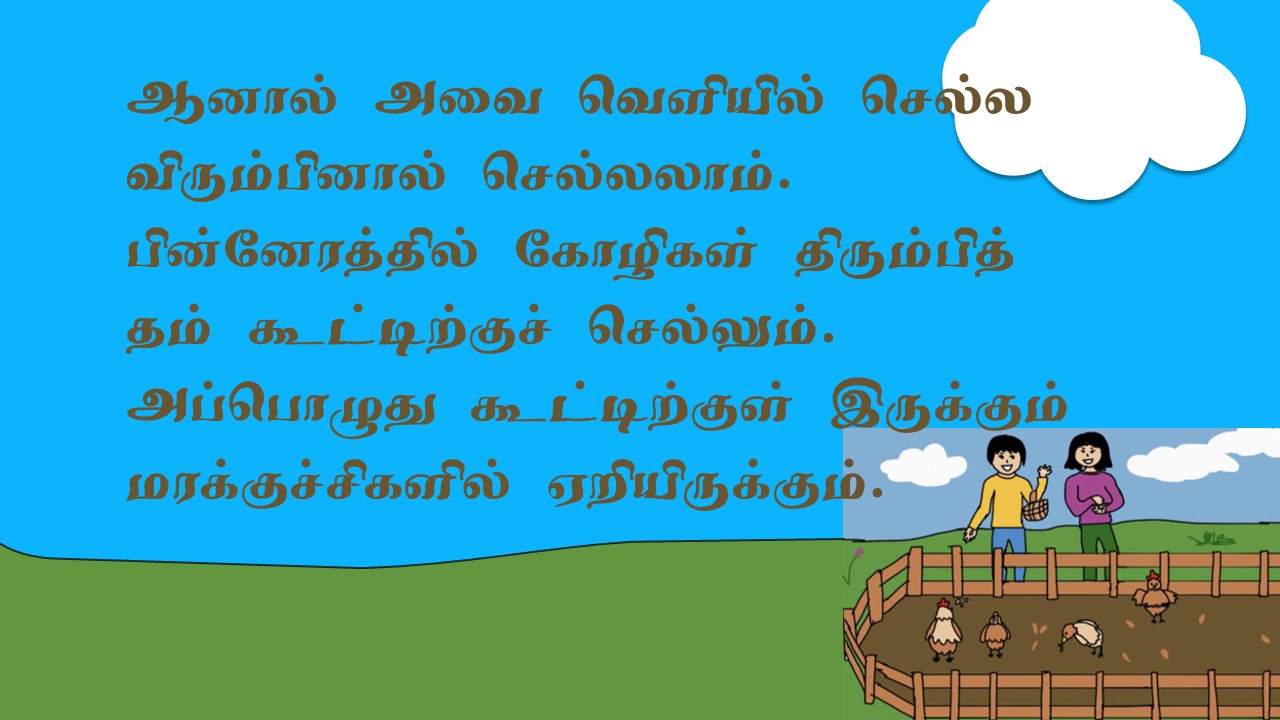 ஆனால் அவை வெளியில் செல்ல
விரும்பினால் செல்லலாம்.
பின்னேரத்தில் கோழிகள் திரும்பித்
தம் கூட்டிற்குச் செல்லும்.
அப்பொழுது கூட்டிற்குள் இருக்கும்
மரக்குச்சிகளில் ஏறியிருக்கும்.